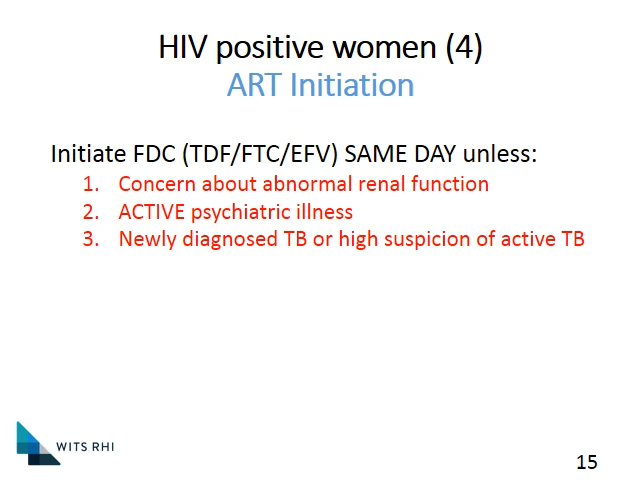 HIV positive women (4)
ART Initiation
Initiate FDC (TDF/FTC/EFV) SAME DAY unless:
1. Concern about abnormal renal function
2. ACTIVE psychiatric illness
3. Newly diagnosed TB or high suspicion of active TB
WITS RHI
15